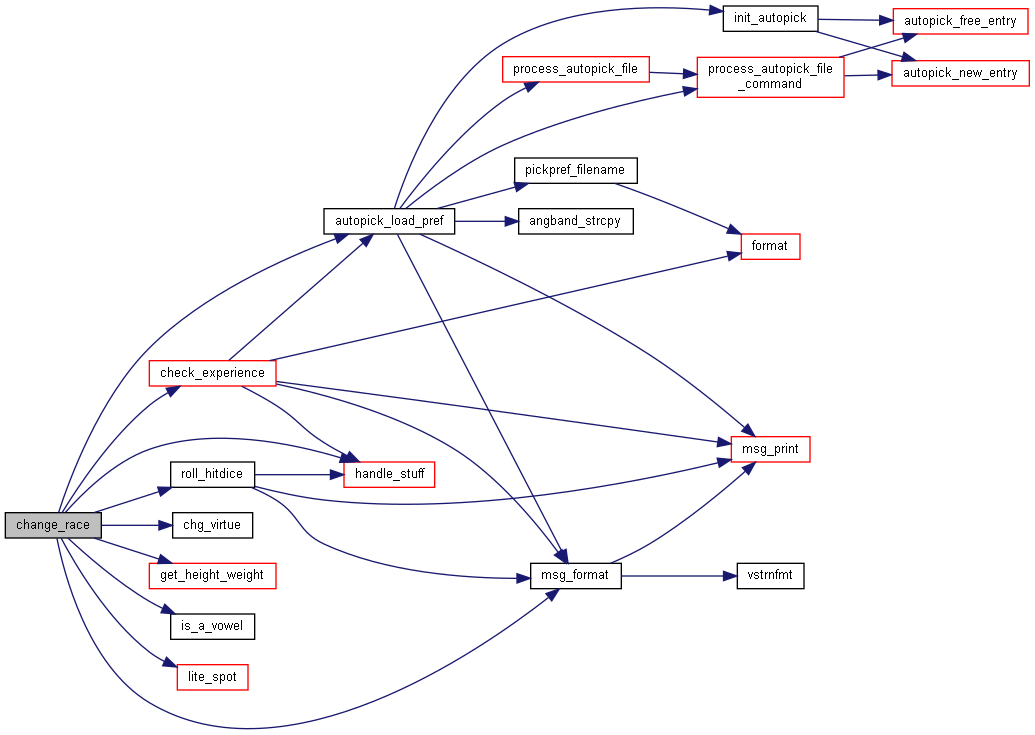 init_autopick
autopick_free_entry
process_autopick_file
process_autopick_file
_command
autopick_new_entry
pickpref_filename
autopick_load_pref
angband_strcpy
format
check_experience
msg_print
roll_hitdice
handle_stuff
change_race
chg_virtue
get_height_weight
msg_format
vstrnfmt
is_a_vowel
lite_spot